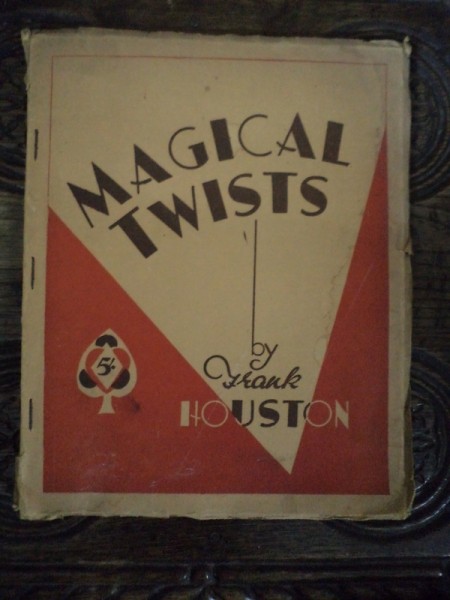 MAGICAL
TWISTS
by
Frank
HOUSTON
5/-